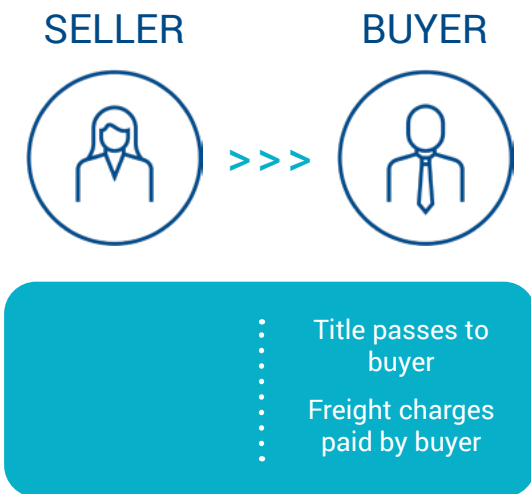 SELLER
BUYER
> > >
Title passes to
buyer
Freight charges
paid by buyer